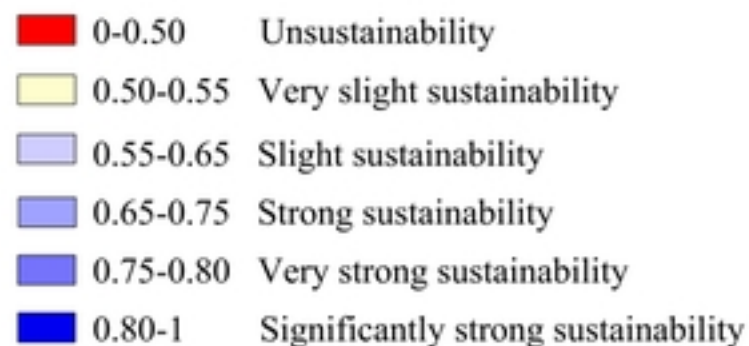 0-0.50 Unsustainability
0.50-0.55 Very slight sustainability
0.55-0.65 Slight sustainability
0.65-0.75 Strong sustainability
0.75-0.80 Very strong sustainability
0.80-1 Significantly strong sustainability